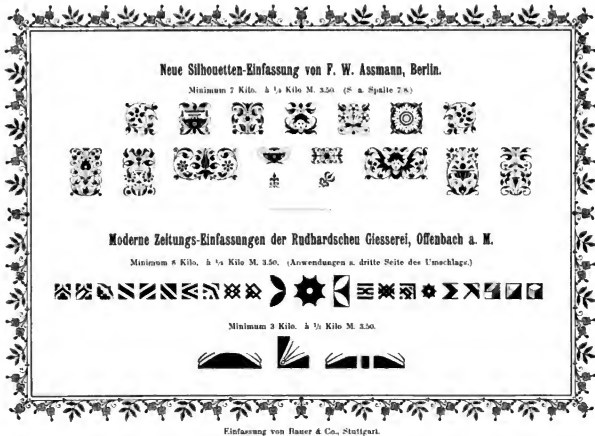 Neue Silhouetten-Einfassung von F. W. Assmann, Berlin.
Minimum 7 Kilo. à ½ Kilo M. 3.50. (S. a. Spalte 7/8.)
Moderne Zeitungs-Einfassungen der Rudhardschen Giesserei, Offenbach a. M.
Minimum 8 Kilo. à ½ Kilo M. 3.50. (Anwendungen s. dritte Seite des Umschlags.)
Minimum 3 Kilo. à ½ Kilo M. 3.50.
Einfassung von Bauer & Co., Stuttgart.